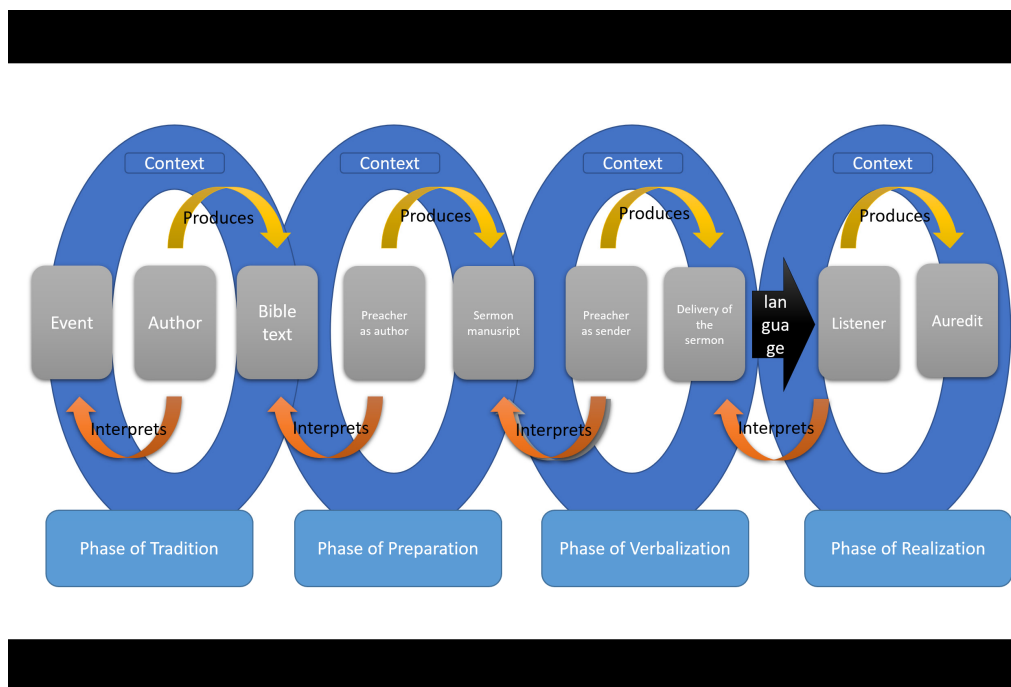 Context
Context
Context
Context
Produces
Produces
Produces
Produces
Event
Author
Bible
text
Preacher
as author
Sermon
manusript
Preacher
as sender
Delivery of
the
sermon
lan
gua
ge
Listener
Auredit
Interprets
Interprets
Interprets
Interprets
Phase of Tradition
Phase of Preparation
Phase of Verbalization
Phase of Realization